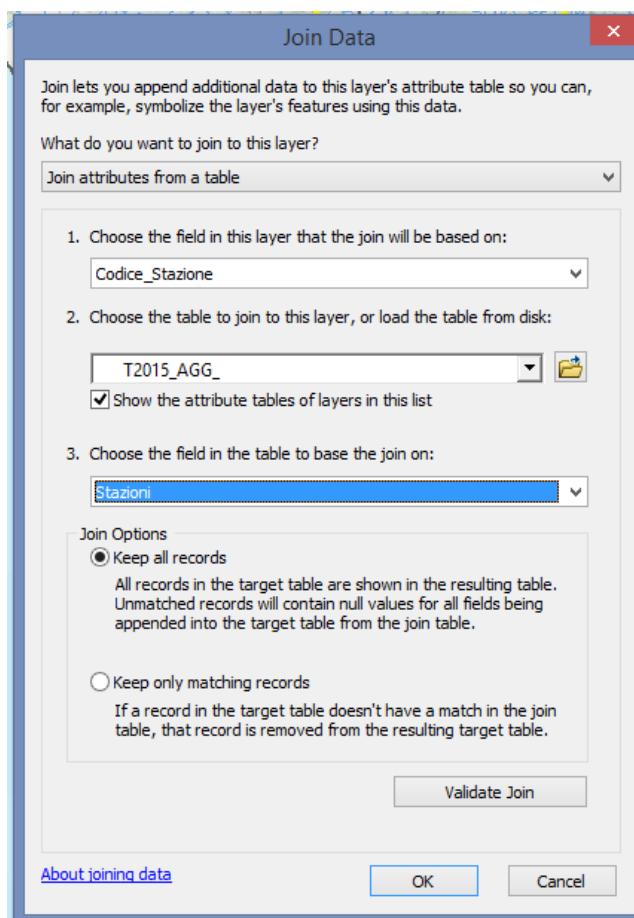 Join Data
Join lets you append additional data to this layer's attribute table so you can,
for example, symbolize the layer's features using this data.
What do you want to join to this layer?
Join attributes from a table
1. Choose the field in this layer that the join will be based on:
Codice_Stazione
2. Choose the table to join to this layer, or load the table from disk:
T2015_AGG_
Show the attribute tables of layers in this list
3. Choose the field in the table to base the join on:
Stazioni
Join Options
Keep all records
All records in the target table are shown in the resulting table.
Unmatched records will contain null values for all fields being
appended into the target table from the join table.
Keep only matching records
If a record in the target table doesn't have a match in the join
table, that record is removed from the resulting target table.
Validate Join
About joining data
OK
Cancel